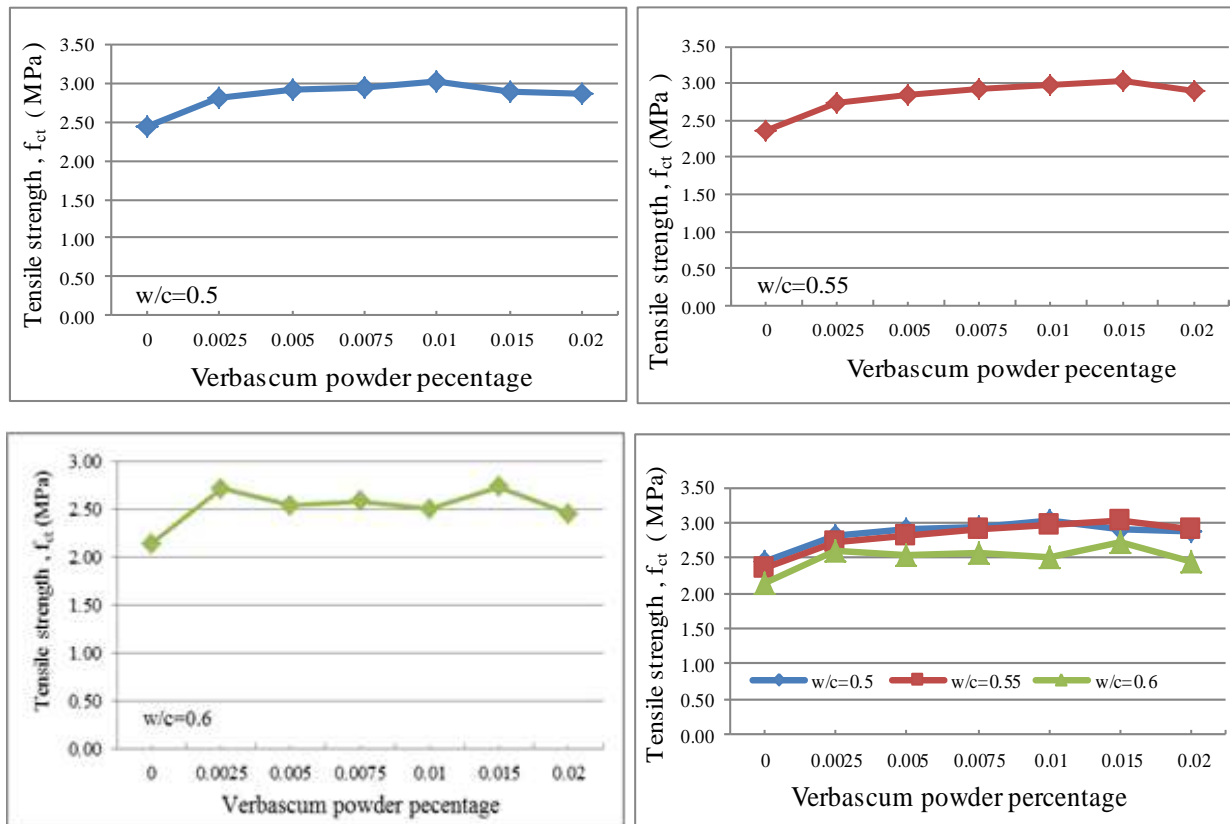 Tensile strength , fct ( MPa)
3.50
3.00
2.50
2.00
1.50
1.00
0.50
0.00
w/c=0.5
0 0.0025 0.005 0.0075 0.01 0.015 0.02
Verbascum powder pecentage
Tensile strength, fct (MPa
3.50
3.00
2.50
2.00
1.50
1.00
0.50
0.00
w/c=0.55
0 0.0025 0.005 0.0075 0.01 0.015 0.02
Verbascum powder pecentage
Tensile strength , fct (MPa)
3.00
2.50
2.00
1.50
1.00
0.50
0.00
w/c=0.6
0 0.0025 0.005 0.0075 0.01 0.015 0.02
Verbascum powder pecentage
Tensile strength , fct ( MPa)
3.50
3.00
2.50
2.00
1.50
1.00
0.50
0.00
w/c=0.5 w/c=0.55 w/c=0.6
0 0.0025 0.005 0.0075 0.01 0.015 0.02
Verbascum powder percentage